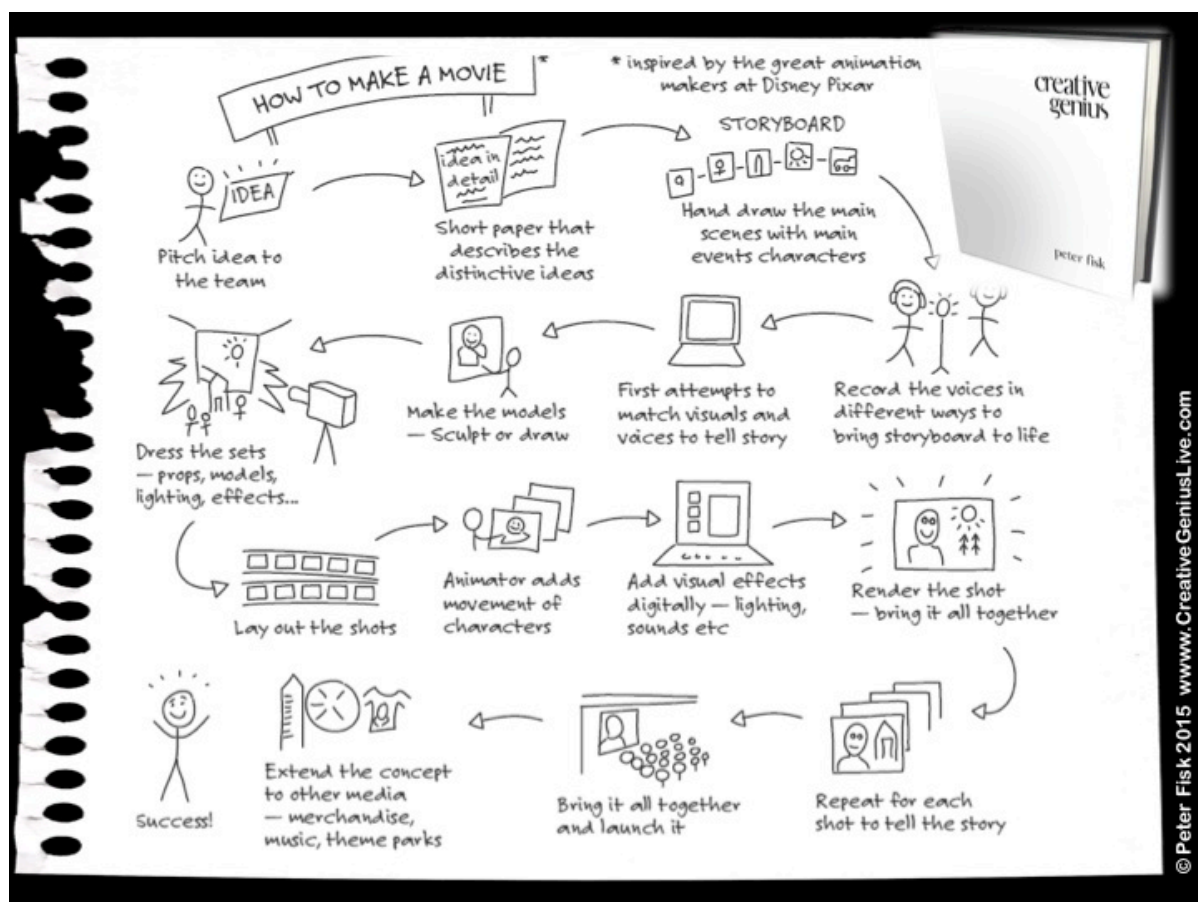 HOW TO MAKE A MOVIE *
* inspired by the great animation
makers at Disney Pixar
creative
genius
peter fisk
IDEA
Pitch idea to
the team
idea in
detail
Short paper that
describes the
distinctive ideas
STORYBOARD
Hand draw the main
scenes with main
events characters
Record the voices in
different ways to
bring storyboard to life
First attempts to
match visuals and
voices to tell story
Make the models
— Sculpt or draw
Dress the sets
— props, models,
lighting, effects...
Lay out the shots
Animator adds
movement of
characters
Add visual effects
digitally — lighting,
sounds etc
Render the shot
— bring it all together
Repeat for each
shot to tell the story
Bring it all together
and launch it
Extend the concept
to other media
— merchandise,
music, theme parks
Success!
© Peter Fisk 2015 www.CreativeGeniusLive.com